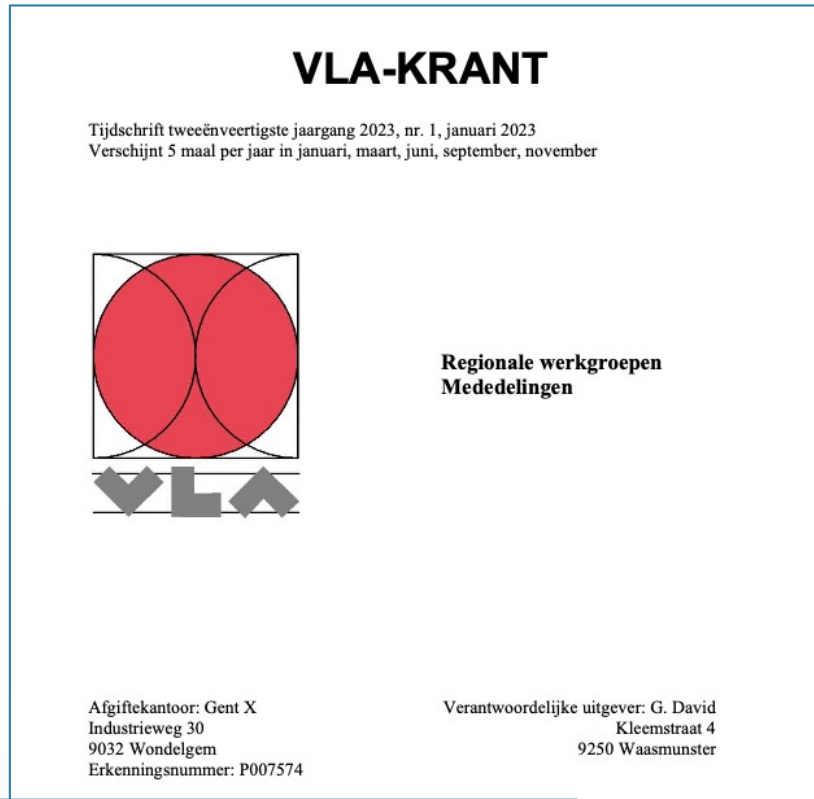 VLA-KRANT
Tijdschrift tweeënveertigste jaargang 2023, nr. 1, januari 2023
Verschijnt 5 maal per jaar in januari, maart, juni, september, november
Regionale werkgroepen
Mededelingen
VLA
Afgiftekantoor: Gent X
Industrieweg 30
9032 Wondelgem
Erkenningsnummer: P007574
Verantwoordelijke uitgever: G. David
Kleemstraat 4
9250 Waasmunster